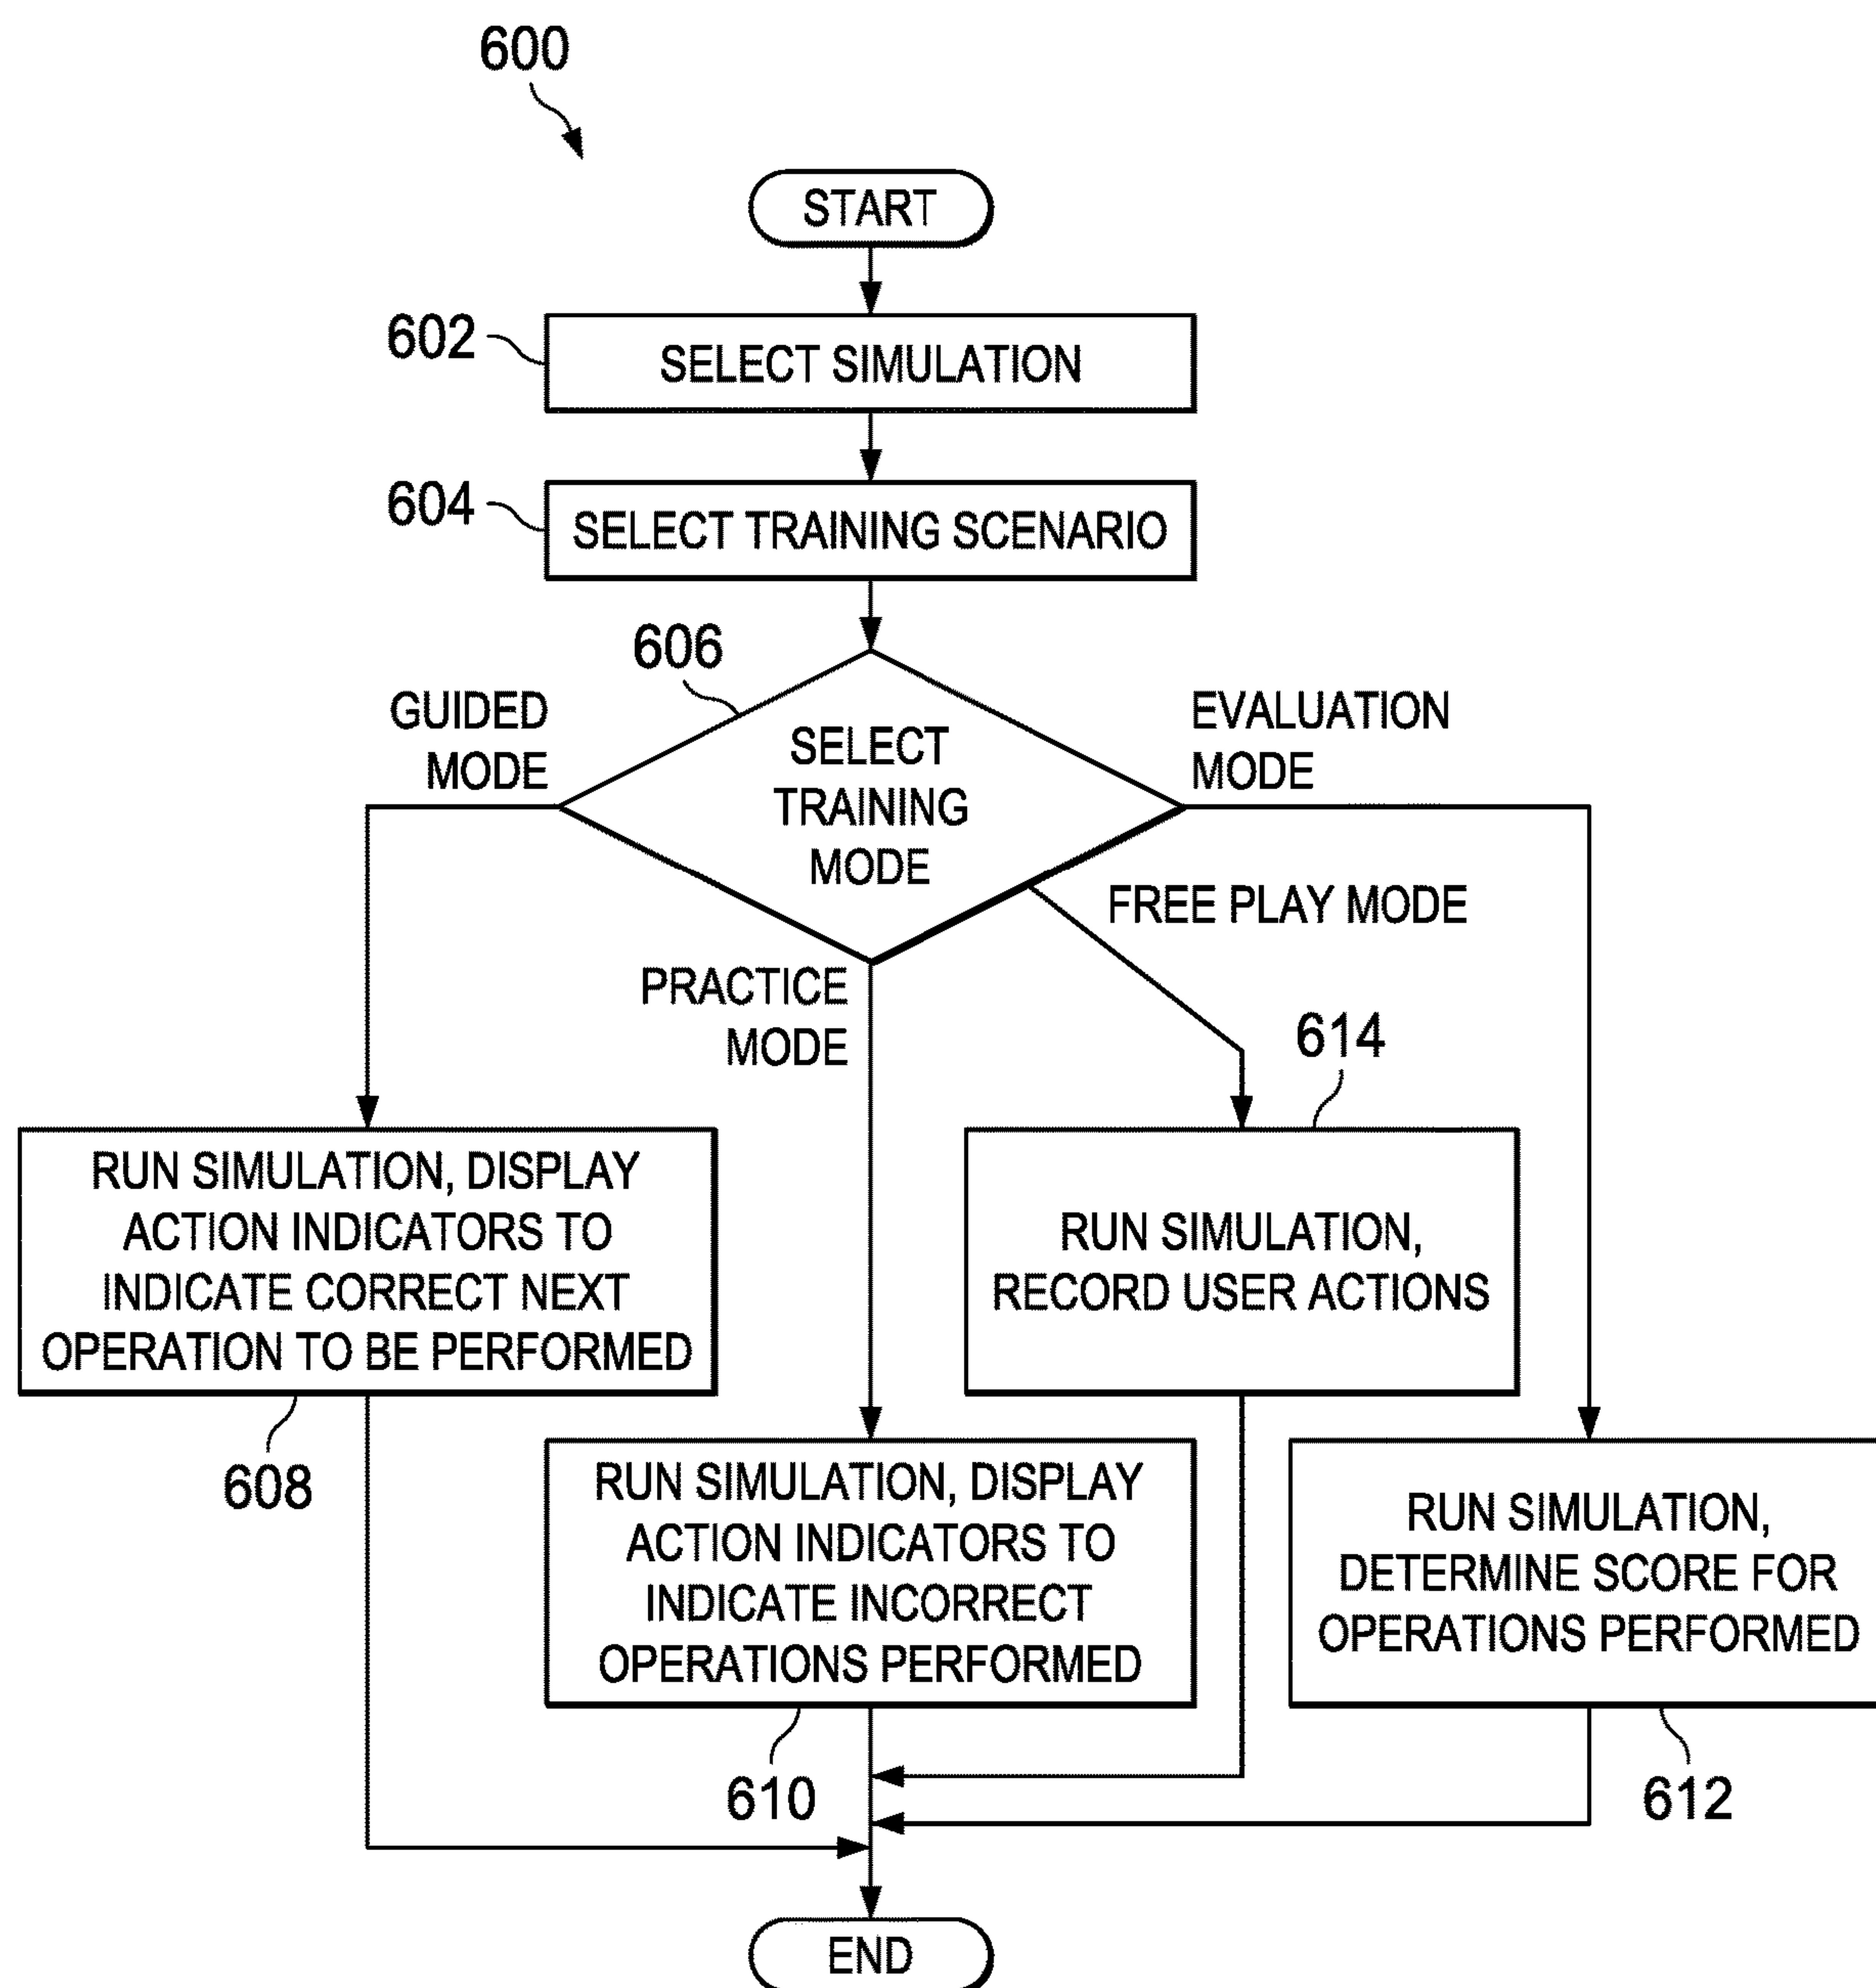 600
START
602
SELECT SIMULATION
604
SELECT TRAINING SCENARIO
606
GUIDED
MODE
SELECT
TRAINING
MODE
EVALUATION
MODE
FREE PLAY MODE
PRACTICE
MODE
614
RUN SIMULATION, DISPLAY
ACTION INDICATORS TO
INDICATE CORRECT NEXT
OPERATION TO BE PERFORMED
608
RUN SIMULATION,
RECORD USER ACTIONS
RUN SIMULATION, DISPLAY
ACTION INDICATORS TO
INDICATE INCORRECT
OPERATIONS PERFORMED
610
RUN SIMULATION,
DETERMINE SCORE FOR
OPERATIONS PERFORMED
612
END